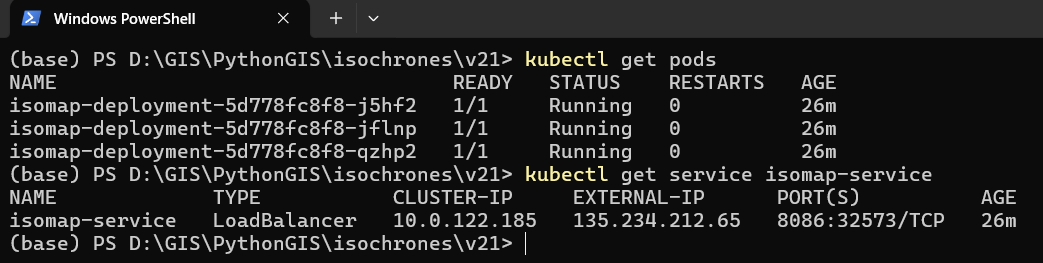 Windows PowerShell
(base) PS D:\GIS\PythonGIS\isochrones\v21> kubectl get pods
NAME READY STATUS RESTARTS AGE
isomap-deployment-5d778fc8f8-j5hf2 1/1 Running 0 26m
isomap-deployment-5d778fc8f8-jflnp 1/1 Running 0 26m
isomap-deployment-5d778fc8f8-qzhp2 1/1 Running 0 26m
(base) PS D:\GIS\PythonGIS\isochrones\v21> kubectl get service isomap-service
NAME TYPE CLUSTER-IP EXTERNAL-IP PORT(S) AGE
isomap-service LoadBalancer 10.0.122.185 135.234.212.65 8086:32573/TCP 26m
(base) PS D:\GIS\PythonGIS\isochrones\v21>